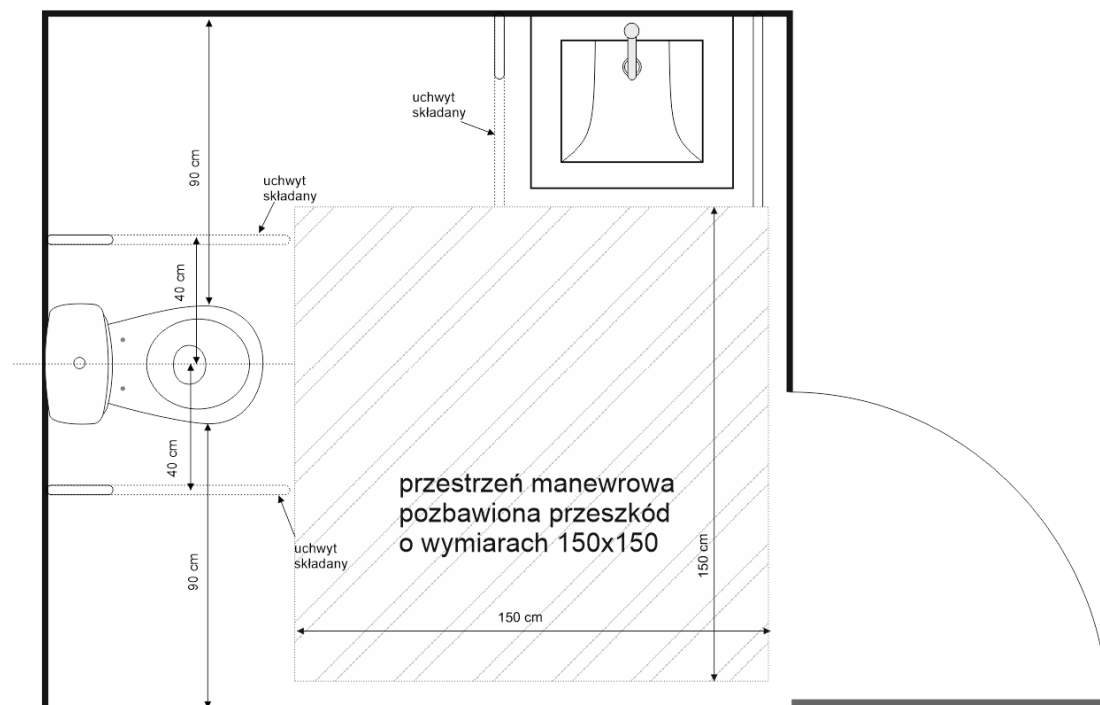 uchwyt
składany
90 cm
uchwyt
składany
40 cm
40 cm
przestrzeń manewrowa
pozbawiona przeszkód
o wymiarach 150x150
uchwyt
składany
90 cm
150 cm
150 cm